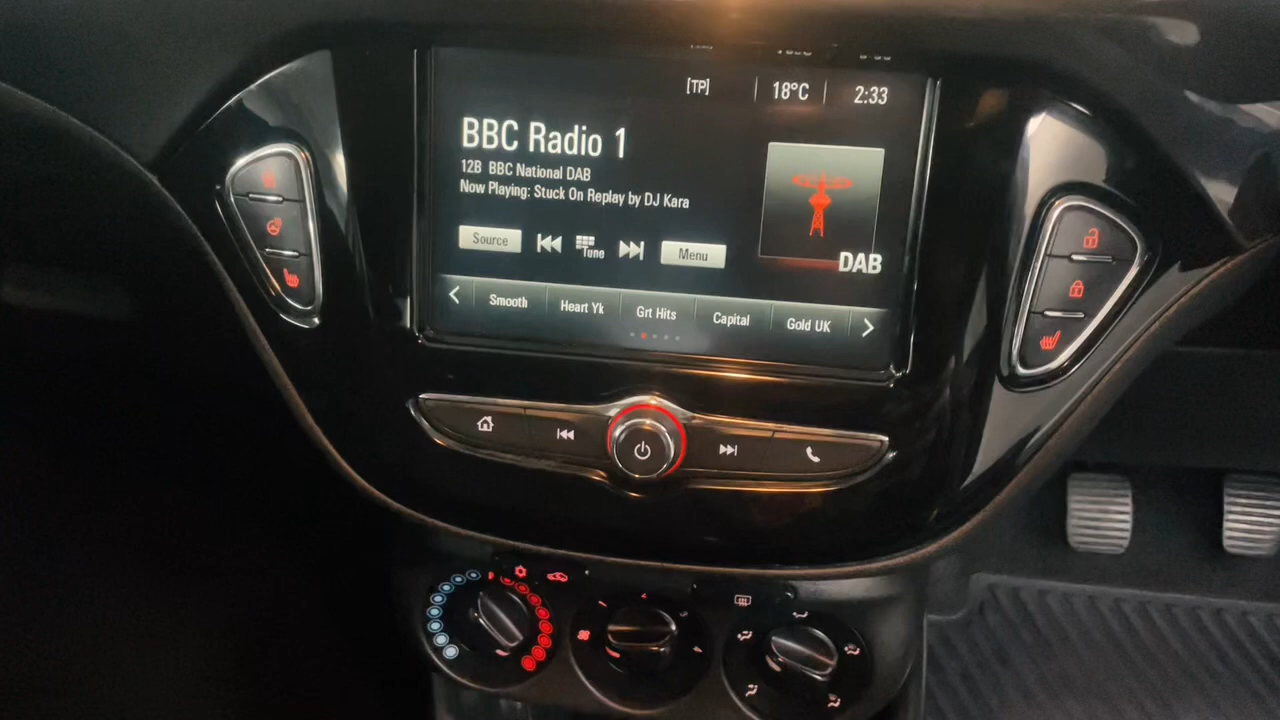 [TP]
18°C
2:33
BBC Radio 1
12B BBC National DAB
Now Playing: Stuck On Replay by DJ Kara
Source
Tune
Menu
DAB
Smooth
Heart Yk
Grt Hits
Capital
Gold UK